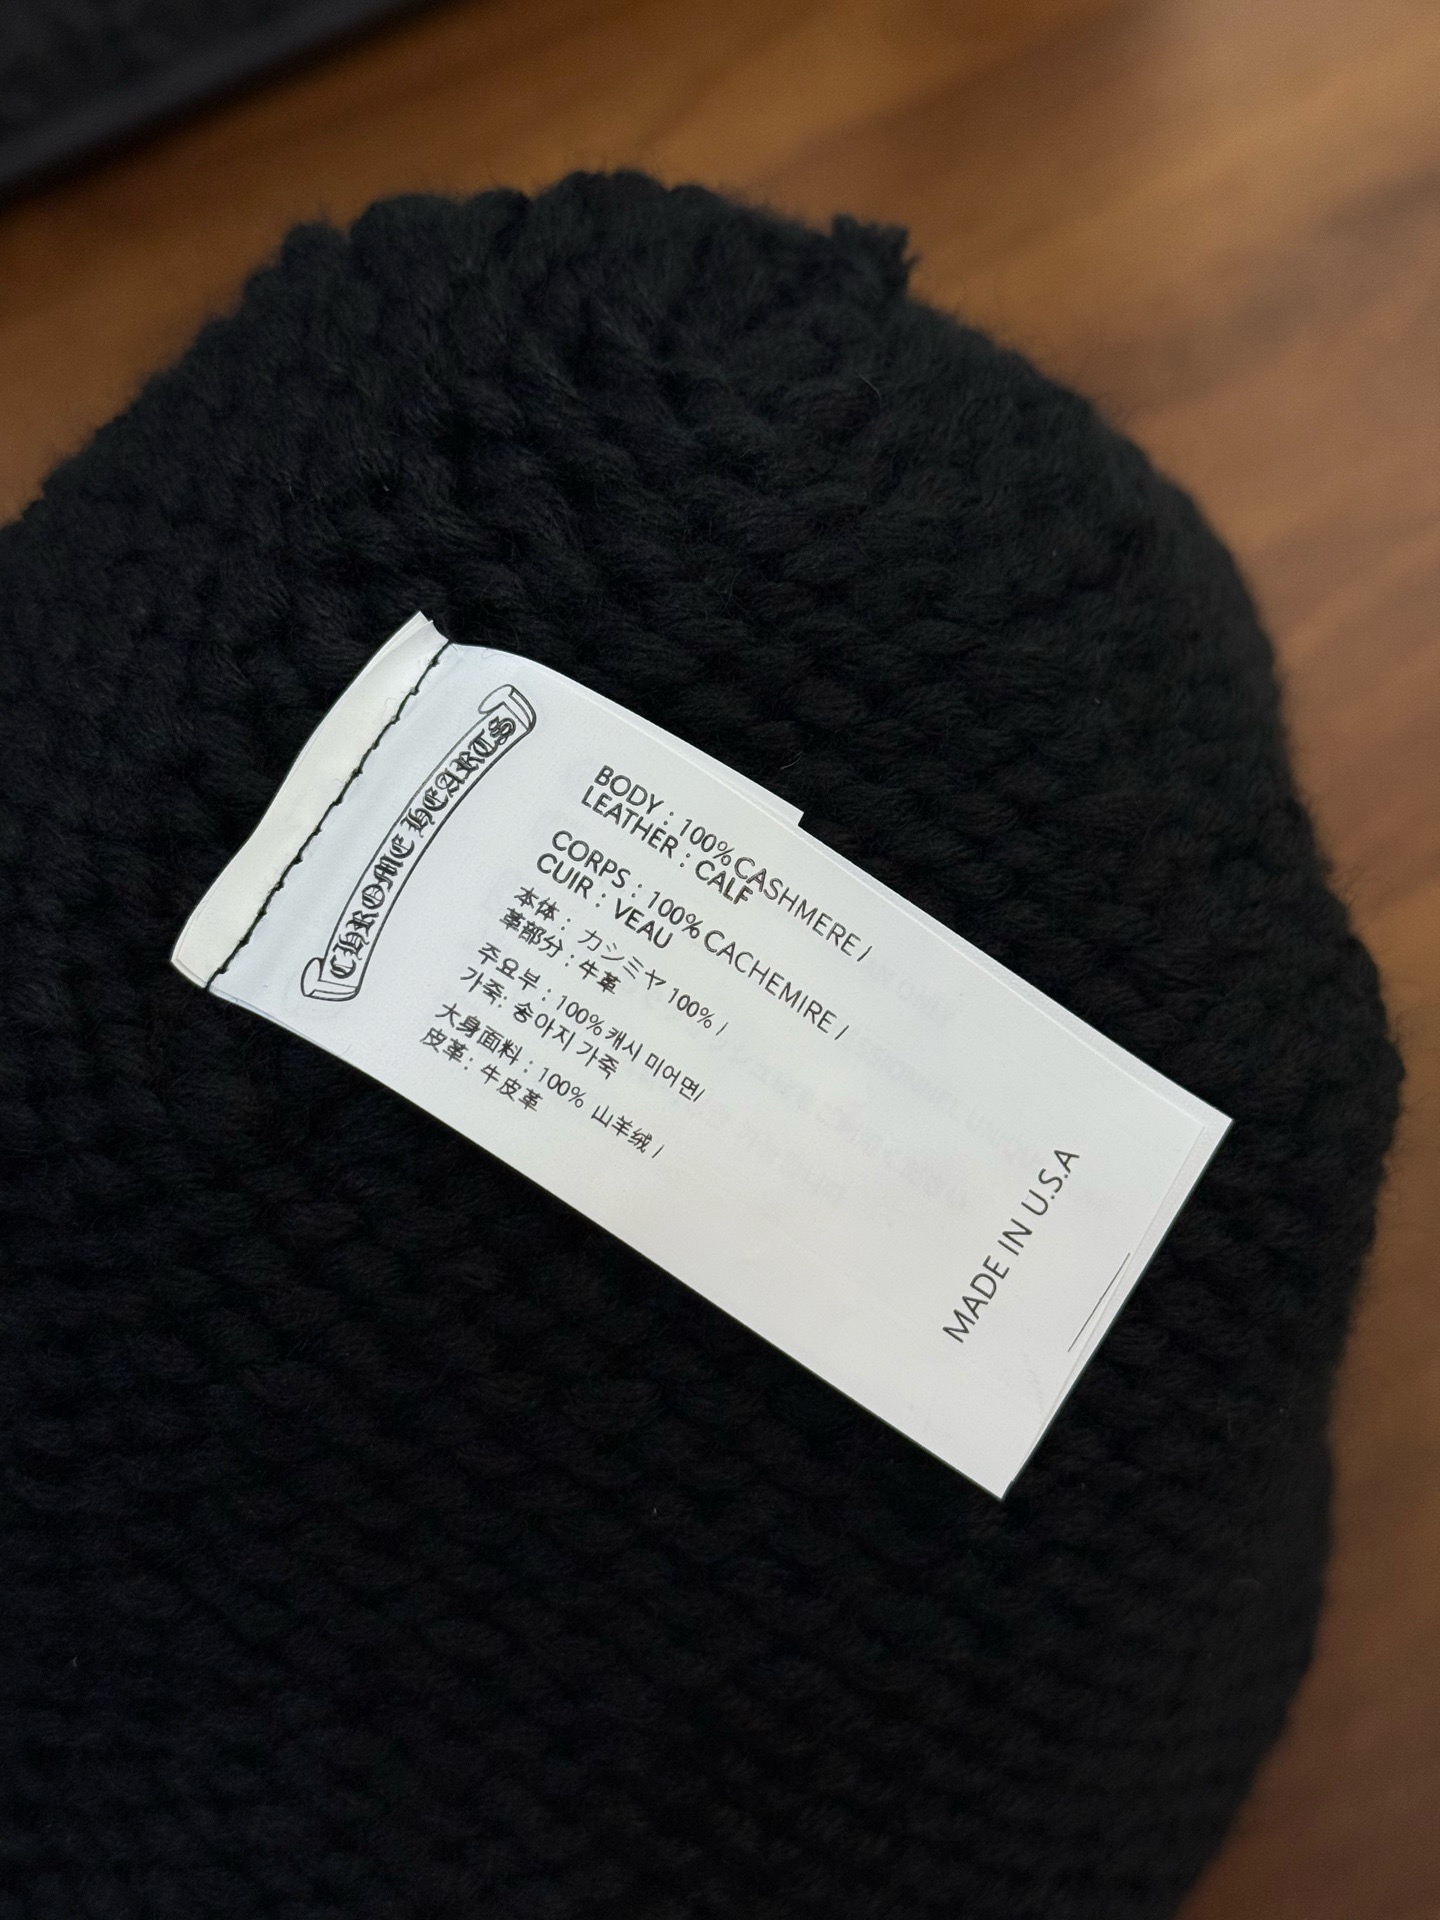 CHROME HEARTS
BODY : 100% CASHMERE /
LEATHER : CALF
CORPS : 100% CACHEMIRE /
CUIR : VEAU
本体 : カシミヤ 100% /
革部分 : 牛革
주요부 : 100% 캐시 미어면/
가죽: 송아지 가죽
大身面料 : 100% 山羊绒 /
皮革: 牛皮革
MADE IN U.S.A